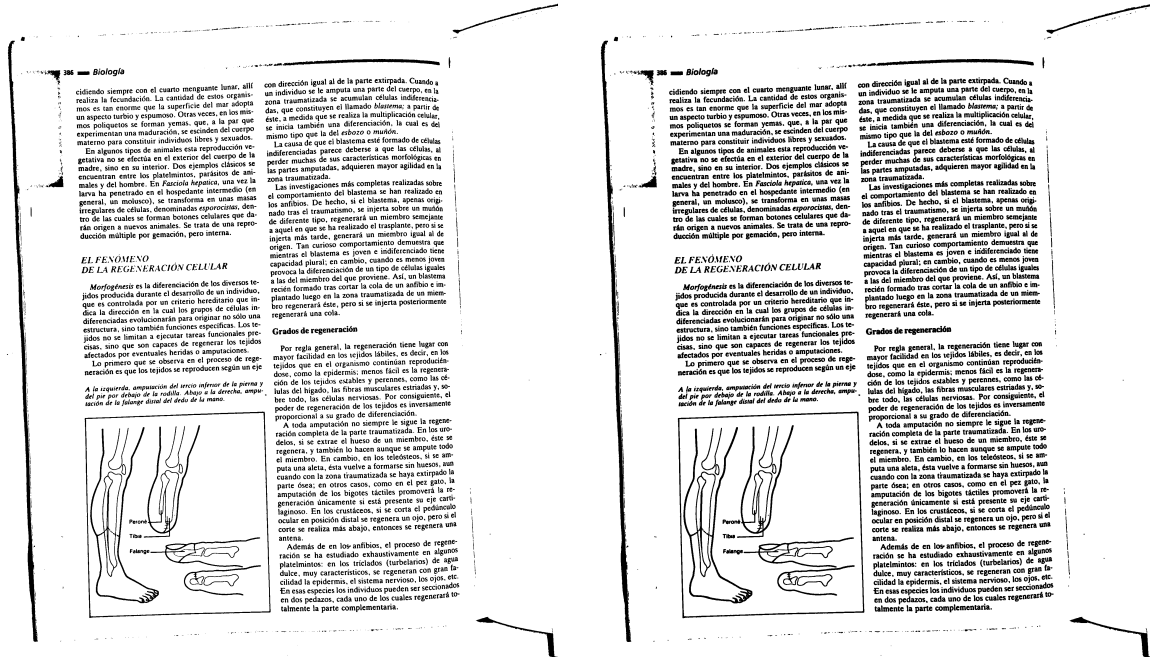 386 Biología
cidiendo siempre con el cuarto menguante lunar, allí
realiza la fecundación. La cantidad de estos organis-
mos es tan enorme que la superficie del mar adopta
un aspecto turbio y espumoso. Otras veces, en los mis-
mos poliquetos se forman yemas, que, a la par que
experimentan una maduración, se escinden del cuerpo
materno para constituir individuos libres y sexuados.
En algunos tipos de animales esta reproducción ve-
getativa no se efectúa en el exterior del cuerpo de la
madre, sino en su interior. Dos ejemplos clásicos se
encuentran entre los platelmintos, parásitos de ani-
males y del hombre. En Fasciola hepatica, una vez la
larva ha penetrado en el hospedante intermedio (en
general, un molusco), se transforma en unas masas
irregulares de células, denominadas esporocistos, den-
tro de las cuales se forman botones celulares que da-
rán origen a nuevos animales. Se trata de una repro-
ducción múltiple por gemación, pero interna.
EL FENÓMENO
DE LA REGENERACIÓN CELULAR
Morfogénesis es la diferenciación de los diversos te-
jidos producida durante el desarrollo de un individuo,
que es controlada por un criterio hereditario que in-
dica la dirección en la cual los grupos de células in-
diferenciadas evolucionarán para originar no sólo una
estructura, sino también funciones específicas. Los te-
jidos no se limitan a ejecutar tareas funcionales pre-
cisas, sino que son capaces de regenerar los tejidos
afectados por eventuales heridas o amputaciones.
Lo primero que se observa en el proceso de rege-
neración es que los tejidos se reproducen según un eje
A la izquierda, amputación del tercio inferior de la pierna y
del pie por debajo de la rodilla. Abajo a la derecha, ampu-
tación de la falange distal del dedo de la mano.
Peroné
Tibia
Falange
con dirección igual al de la parte extirpada. Cuando a
un individuo se le amputa una parte del cuerpo, en la
zona traumatizada se acumulan células indiferencia-
das, que constituyen el llamado blastema; a partir de
éste, a medida que se realiza la multiplicación celular,
se inicia también una diferenciación, la cual es del
mismo tipo que la del esbozo o muñón.
La causa de que el blastema esté formado de células
indiferenciadas parece deberse a que las células, al
perder muchas de sus características morfológicas en
las partes amputadas, adquieren mayor agilidad en la
zona traumatizada.
Las investigaciones más completas realizadas sobre
el comportamiento del blastema se han realizado en
los anfibios. De hecho, si el blastema, apenas origi-
nado tras el traumatismo, se injerta sobre un muñón
de diferente tipo, regenerará un miembro semejante
a aquel en que se ha realizado el trasplante, pero si se
injerta más tarde, generará un miembro igual al de
origen. Tan curioso comportamiento demuestra que
mientras el blastema es joven e indiferenciado tiene
capacidad plural; en cambio, cuando es menos joven
provoca la diferenciación de un tipo de células iguales
a las del miembro del que proviene. Así, un blastema
recién formado tras cortar la cola de un anfibio e im-
plantado luego en la zona traumatizada de un miem-
bro regenerará éste, pero si se injerta posteriormente
regenerará una cola.
Grados de regeneración
Por regla general, la regeneración tiene lugar con
mayor facilidad en los tejidos lábiles, es decir, en los
tejidos que en el organismo continúan reproducién-
dose, como la epidermis; menos fácil es la regenera-
ción de los tejidos estables y perennes, como las cé-
lulas del hígado, las fibras musculares estriadas y, so-
bre todo, las células nerviosas. Por consiguiente, el
poder de regeneración de los tejidos es inversamente
proporcional a su grado de diferenciación.
A toda amputación no siempre le sigue la regene-
ración completa de la parte traumatizada. En los uro-
delos, si se extrae el hueso de un miembro, éste se
regenera, y también lo hacen aunque se ampute todo
el miembro. En cambio, en los teleósteos, si se am-
puta una aleta, ésta vuelve a formarse sin huesos, aun
cuando con la zona traumatizada se haya extirpado la
parte ósea; en otros casos, como en el pez gato, la
amputación de los bigotes táctiles promoverá la re-
generación únicamente si está presente su eje carti-
laginoso. En los crustáceos, si se corta el pedúnculo
ocular en posición distal se regenera un ojo, pero si el
corte se realiza más abajo, entonces se regenera una
antena.
Además de en los anfibios, el proceso de regene-
ración se ha estudiado exhaustivamente en algunos
platelmintos: en los tríclados (turbelarios) de agua
dulce, muy característicos, se regeneran con gran fa-
cilidad la epidermis, el sistema nervioso, los ojos, etc.
En esas especies los individuos pueden ser seccionados
en dos pedazos, cada uno de los cuales regenerará to-
talmente la parte complementaria.